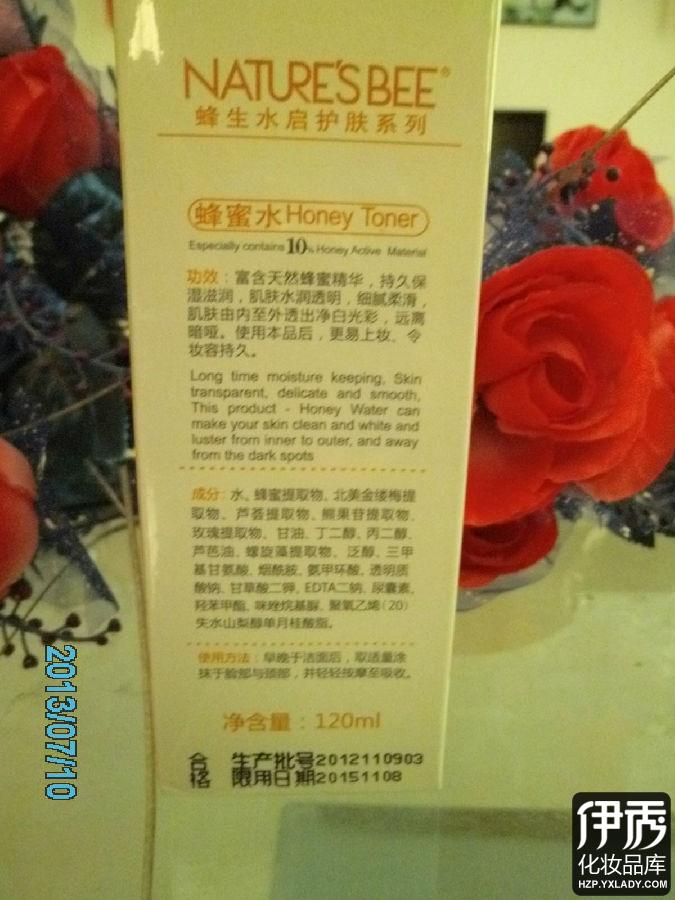 NATURE'S BEE®
蜂生水启护肤系列
蜂蜜水 Honey Toner
Especially contains 10% Honey Active Material
功效：富含天然蜂蜜精华，持久保
湿滋润，肌肤水润透明，细腻柔滑，
肌肤由内至外透出净白光彩，远离
暗哑。使用本品后，更易上妆、令
妆容持久。
Long time moisture keeping, Skin
transparent, delicate and smooth,
This product - Honey Water can
make your skin clean and white and
luster from inner to outer, and away
from the dark spots
成分：水、蜂蜜提取物、北美金缕梅提
取物、芦荟提取物、熊果苷提取物、
玫瑰提取物、甘油、丁二醇、丙二醇、
芦芭油、螺旋藻提取物、泛醇、三甲
基甘氨酸、烟酰胺、氨甲环酸、透明质
酸钠、甘草酸二钾、EDTA二钠、尿囊素、
羟苯甲酯、咪唑烷基脲、聚氧乙烯（20）
失水山梨醇单月桂酸脂。
使用方法：早晚于洁面后，取适量涂
抹于脸部与颈部，并轻轻按摩至吸收。
净含量：120ml
合格 生产批号2012110903
限用日期20151108
2013/07/10
伊秀
化妆品库
HZP.YXLADY.COM